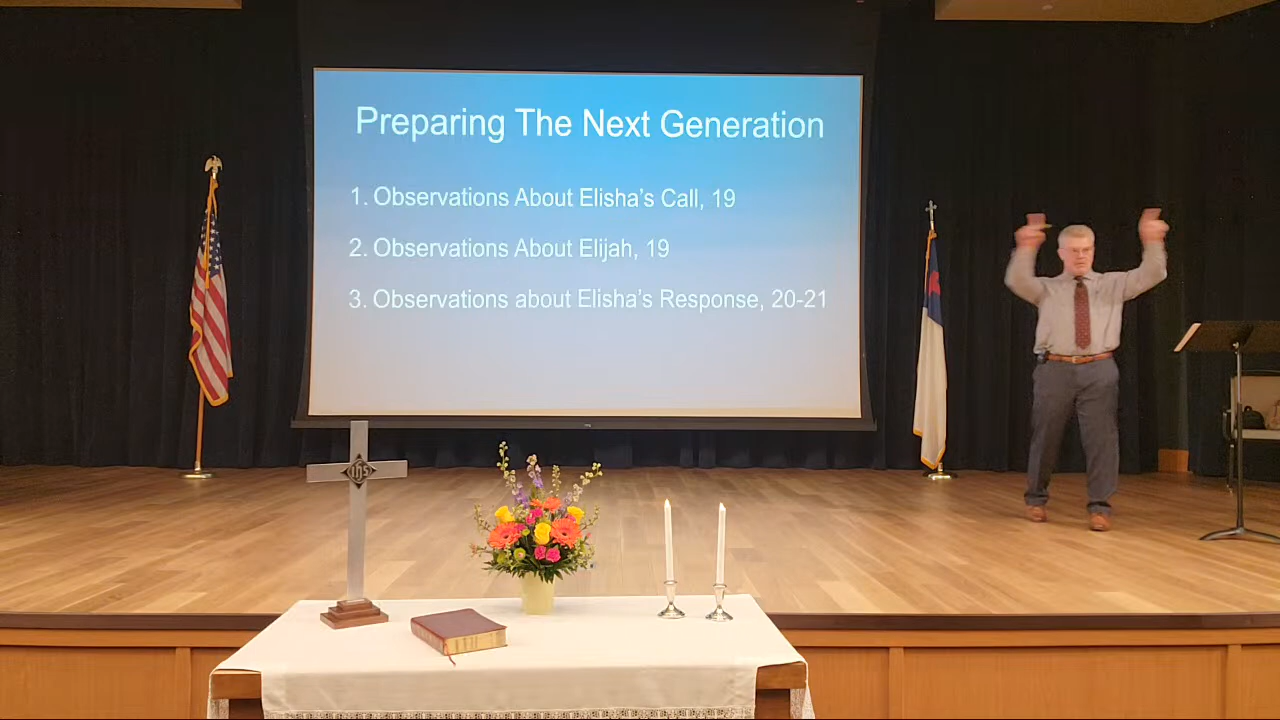 Preparing The Next Generation
1. Observations About Elisha's Call, 19
2. Observations About Elijah, 19
3. Observations about Elisha's Response, 20-21
IHS